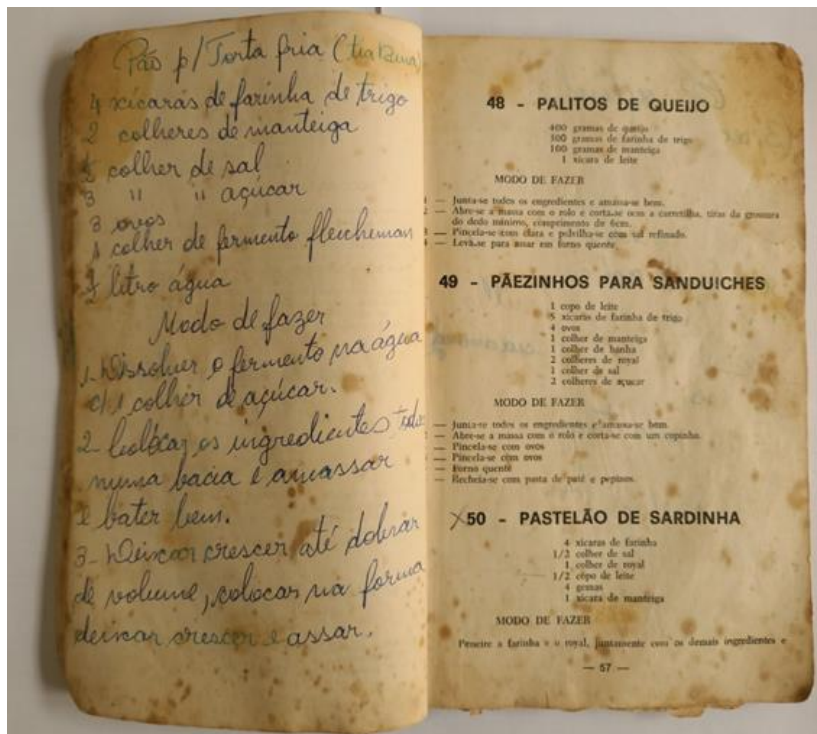 Pão p/ Torta fria (tia
4 xícaras de farinha de trigo
2 colheres de manteiga
colher de sal
3 " " açúcar
3 ovos
1 colher de fermento fleicheman
litro água
Modo de fazer
1- Dissolver o fermento na água
c/ 1 colher de açúcar.
2- Colocar os ingredientes todos
numa bacia e amassar
e bater bem.
3- Deixar crescer até dobrar
de volume, colocar na forma
deixar crescer e assar.
48 - PALITOS DE QUEIJO
400 gramas de queijo
500 gramas de farinha de trigo
100 gramas de manteiga
1 xicara de leite
MODO DE FAZER
1 — Junta-se todos os engredientes e amassa-se bem.
2 — Abre-se a massa com o rolo e corta-se com a carretilha, tiras da grossura
do dedo mínimo, comprimento de 6cm.
3 — Pincela-se com clara e polvilha-se com sal refinado.
4 — Leva-se para assar em forno quente.
49 - PÃEZINHOS PARA SANDUICHES
1 copo de leite
5 xicaras de farinha de trigo
4 ovos
1 colher de manteiga
1 colher de banha
2 colheres de royal
1 colher de sal
2 colheres de açucar
MODO DE FAZER
— Junta-se todos os engredientes e amassa-se bem.
— Abre-se a massa com o rolo e corta-se com um copinho.
— Pincela-se com ovos
— Pincela-se com ovos
— Forno quente
— Recheia-se com pasta de patê e pepinos.
X 50 - PASTELÃO DE SARDINHA
4 xicaras de farinha
1/2 colher de sal
1 colher de royal
1/2 copo de leite
4 gemas
1 xicara de manteiga
MODO DE FAZER
Peneire a farinha e o royal, juntamente com os demais ingredientes e
— 57 —